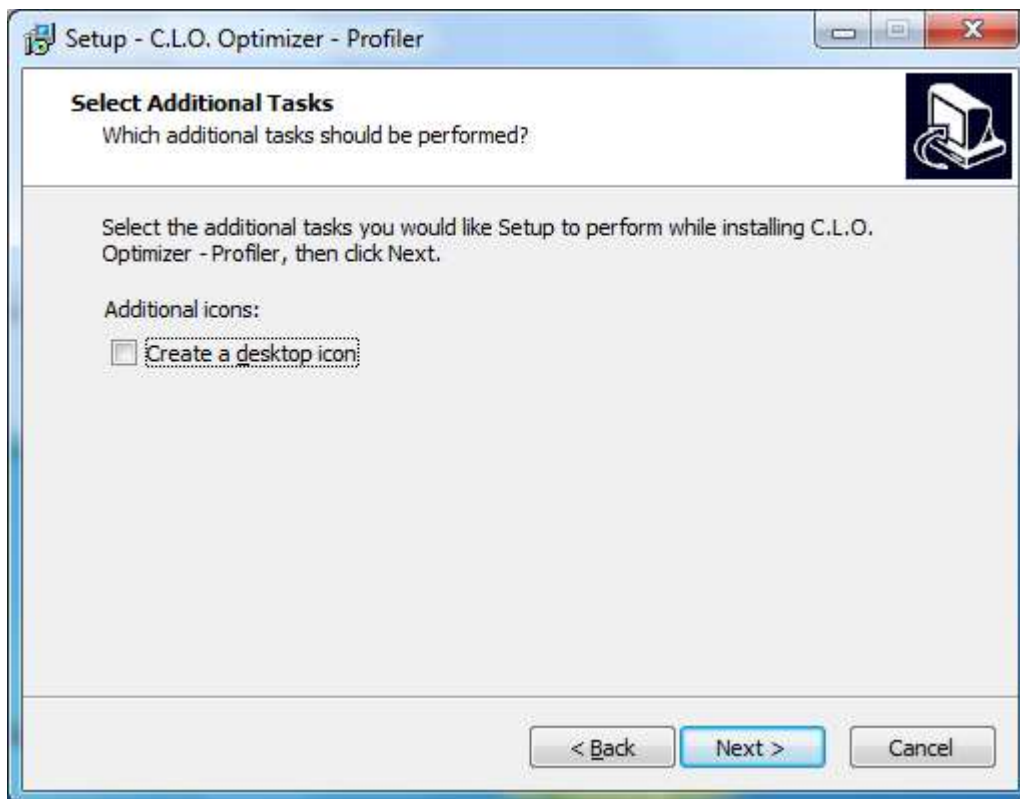 Setup - C.L.O. Optimizer - Profiler
Select Additional Tasks
Which additional tasks should be performed?
Select the additional tasks you would like Setup to perform while installing C.L.O.
Optimizer - Profiler, then click Next.
Additional icons:
Create a desktop icon
< Back
Next >
Cancel